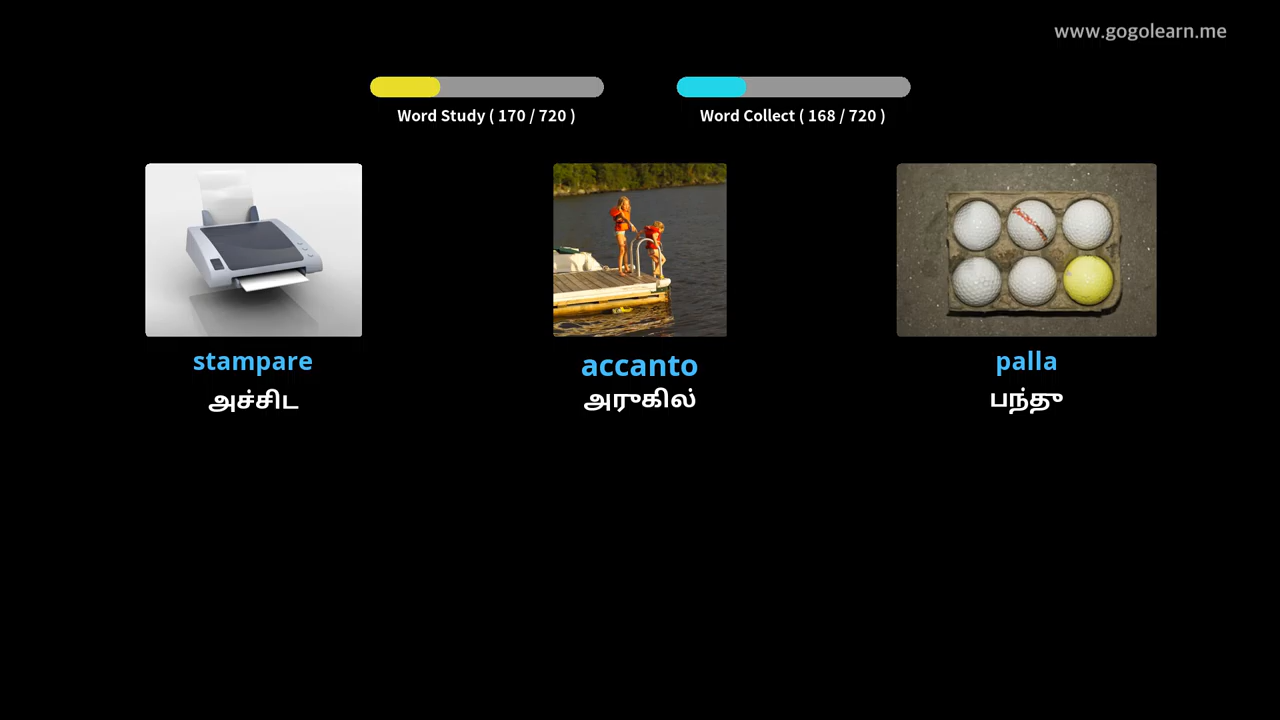 www.gogolearn.me
Word Study ( 170 / 720 )
Word Collect ( 168 / 720 )
stampare
அச்சிட
accanto
அருகில்
palla
பந்து